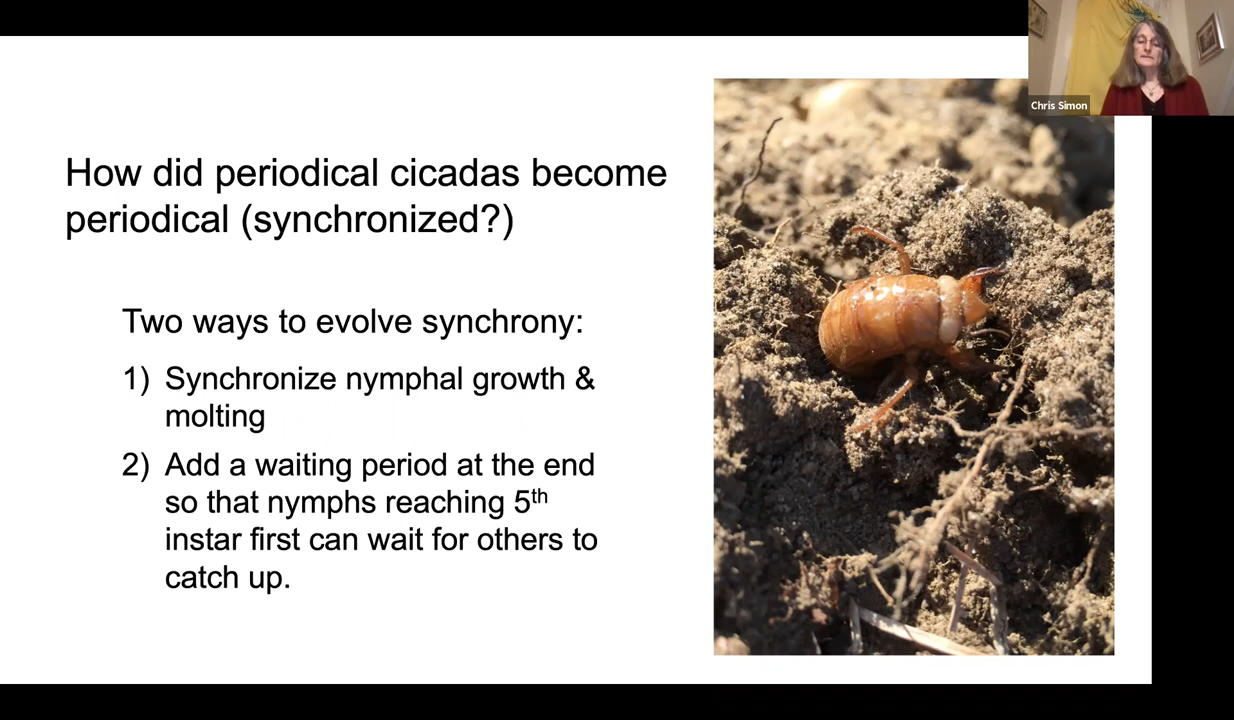 Chris Simon
How did periodical cicadas become
periodical (synchronized?)
Two ways to evolve synchrony:
1) Synchronize nymphal growth &
molting
2) Add a waiting period at the end
so that nymphs reaching 5th
instar first can wait for others to
catch up.